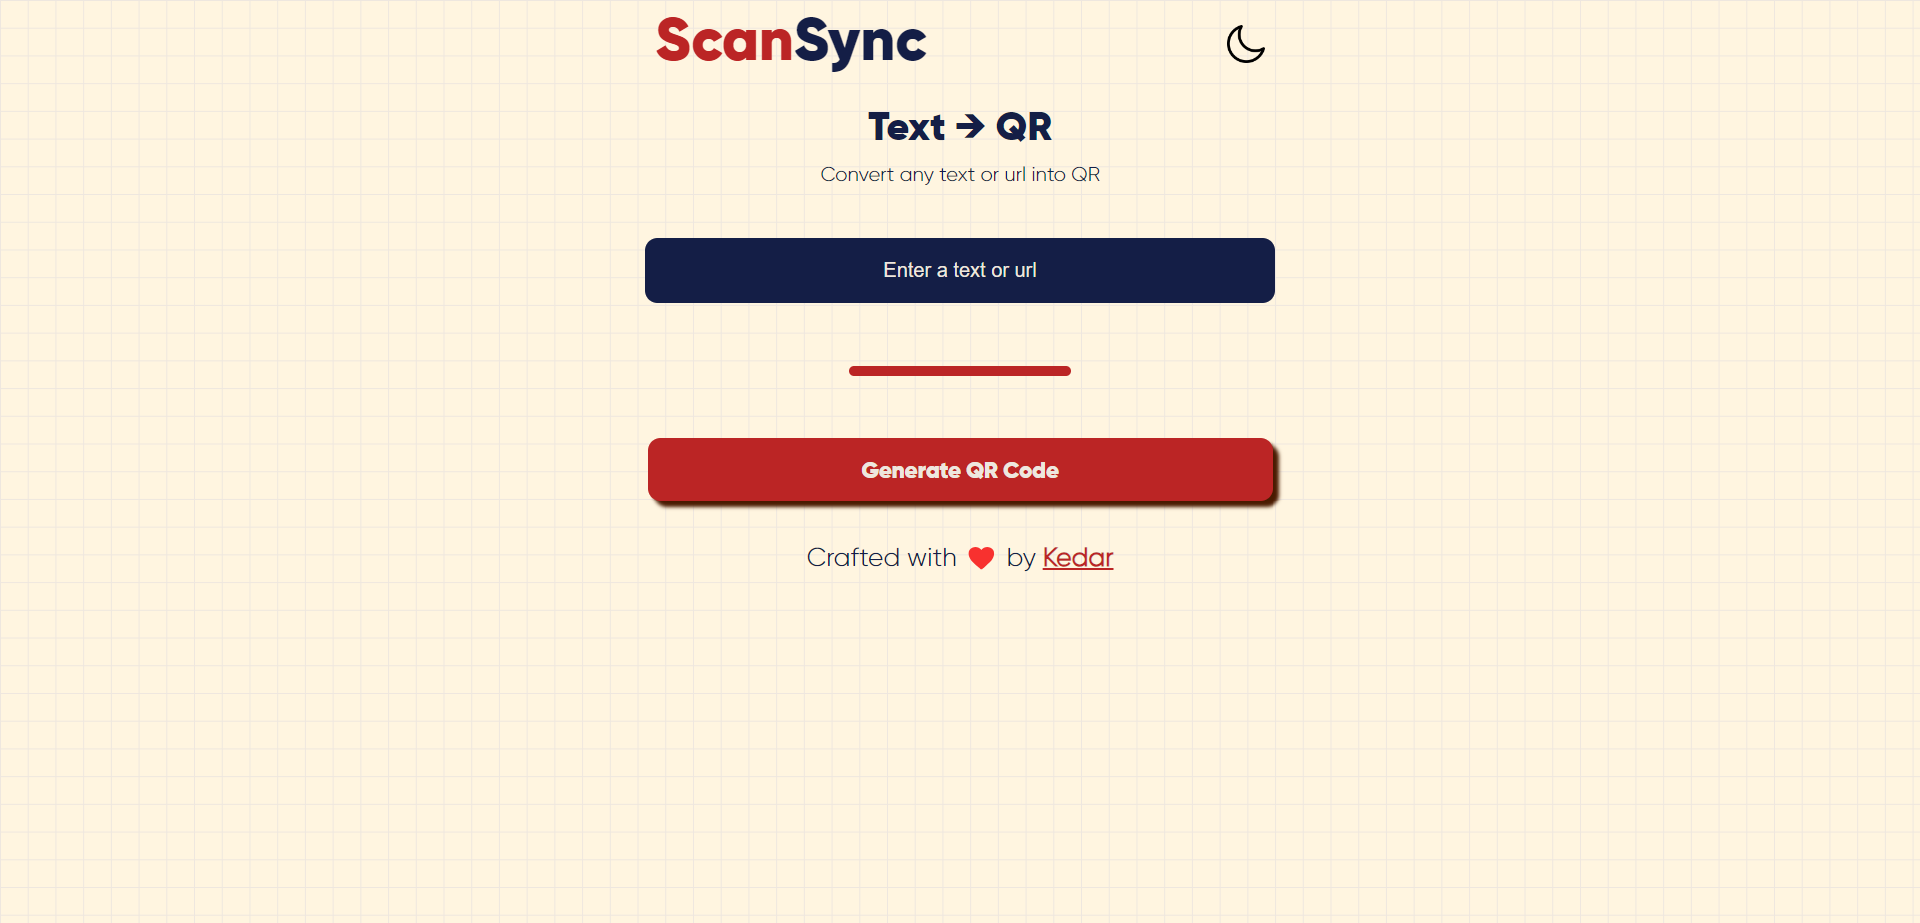 ScanSync
Text → QR
Convert any text or url into QR
Enter a text or url
Generate QR Code
Crafted with ❤ by Kedar